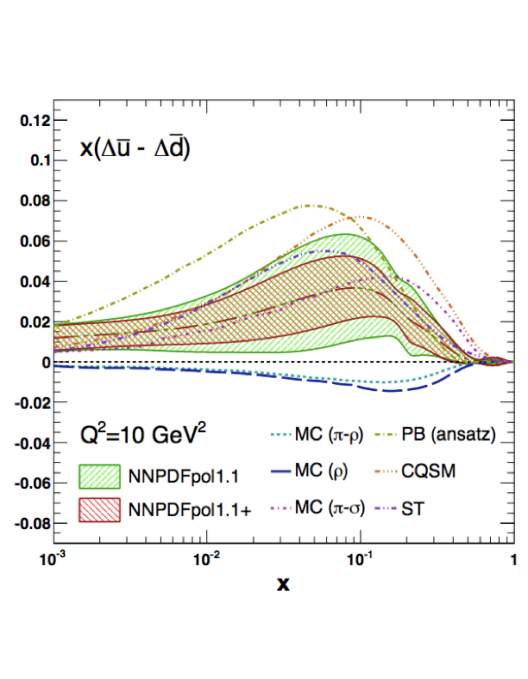 0.12
0.1
0.08
0.06
0.04
0.02
0
-0.02
-0.04
-0.06
-0.08
x(Δū - Δd̄)
Q²=10 GeV²
NNPDFpol1.1
NNPDFpol1.1+
MC (π-ρ)
MC (ρ)
MC (π-σ)
PB (ansatz)
CQSM
ST
10⁻³
10⁻²
10⁻¹
1
x